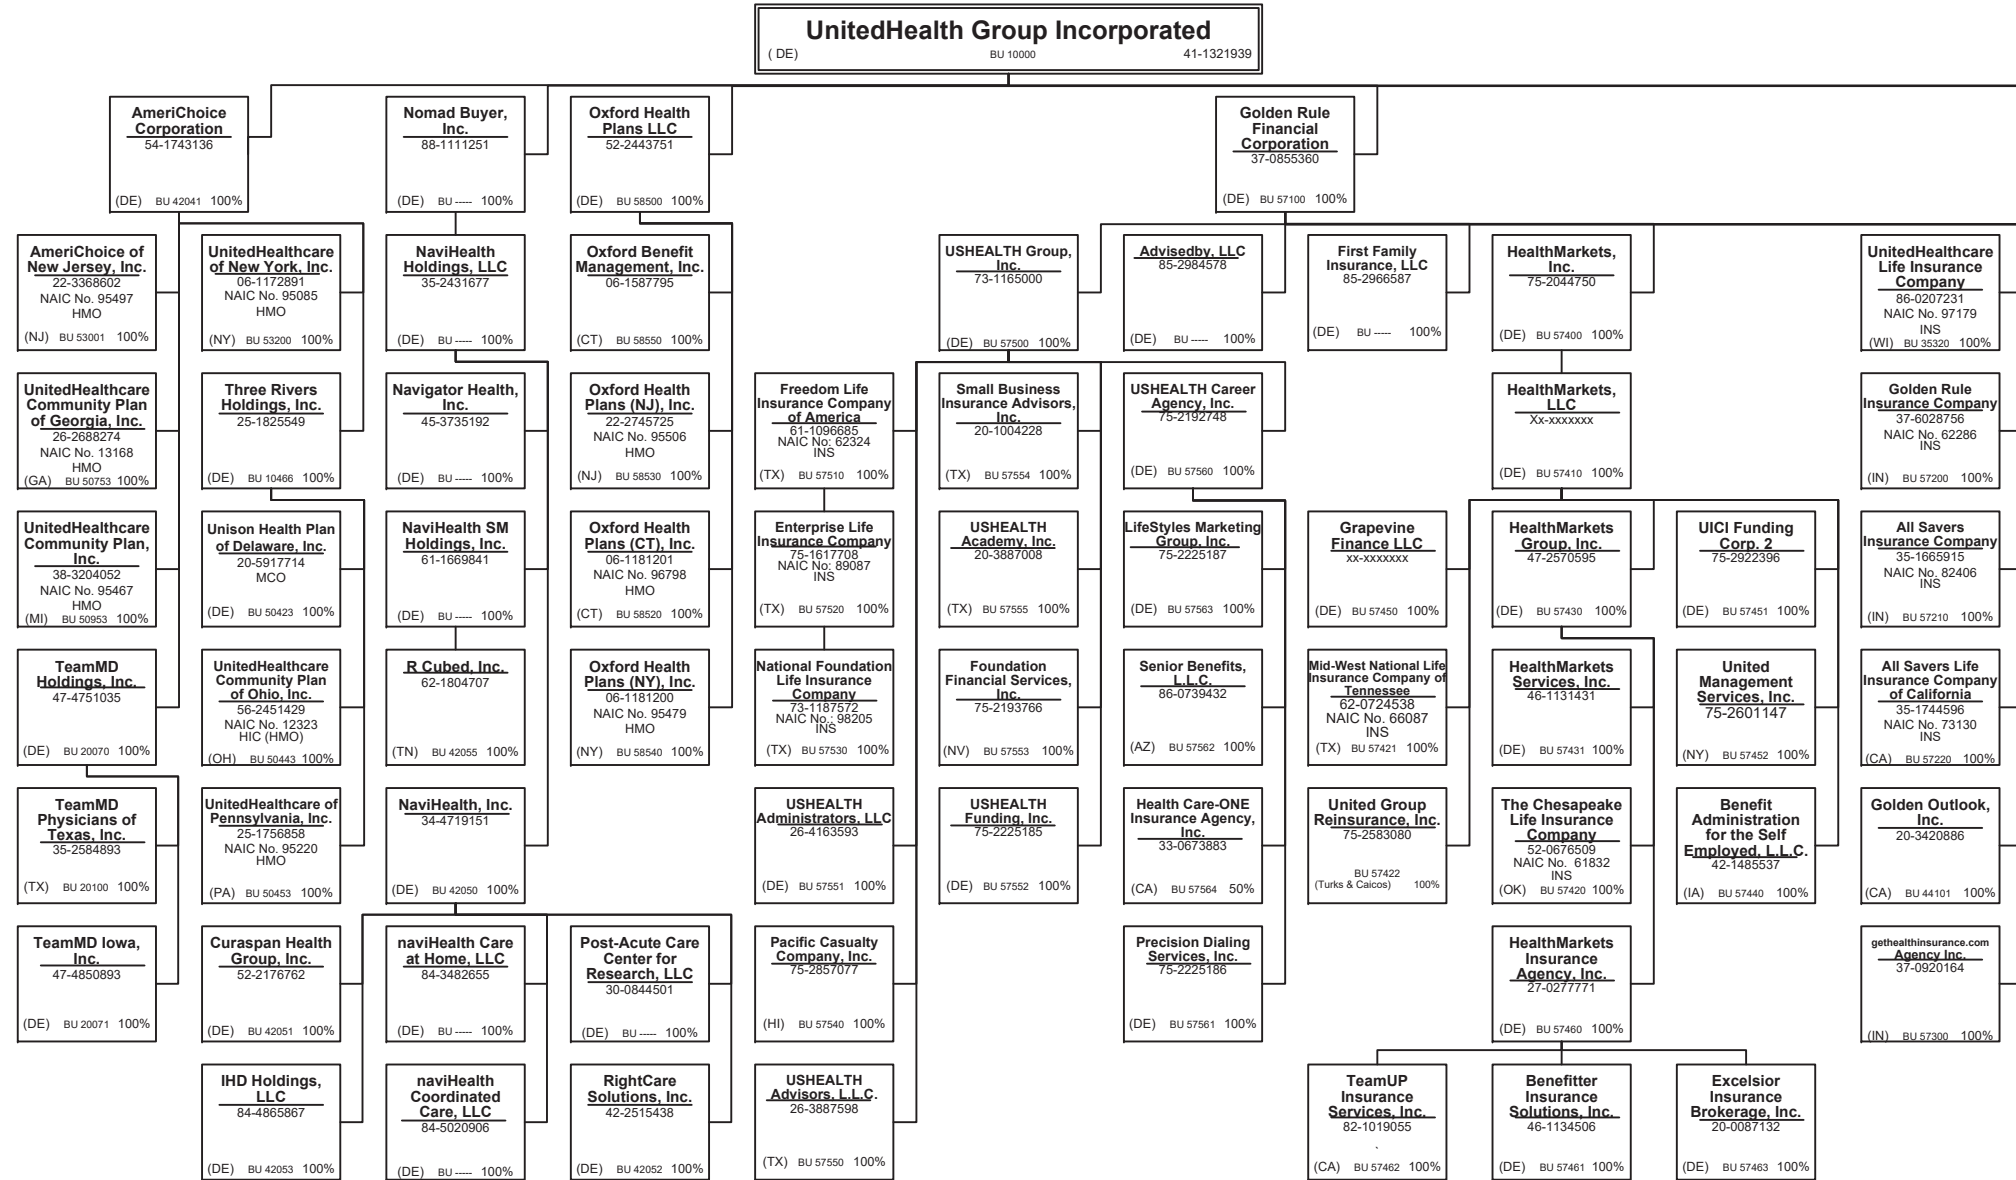 UnitedHealth Group Incorporated
( DE) BU 10000 41-1321939
AmeriChoice
Corporation
54-1743136
(DE) BU 42041 100%
Nomad Buyer,
Inc.
88-1111251
(DE) BU ----- 100%
Oxford Health
Plans LLC
52-2443751
(DE) BU 58500 100%
Golden Rule
Financial
Corporation
37-0855360
(DE) BU 57100 100%
AmeriChoice of
New Jersey, Inc.
22-3368602
NAIC No. 95497
HMO
(NJ) BU 53001 100%
UnitedHealthcare
of New York, Inc.
06-1172891
NAIC No. 95085
HMO
(NY) BU 53200 100%
NaviHealth
Holdings, LLC
35-2431677
(DE) BU ----- 100%
Oxford Benefit
Management, Inc.
06-1587795
(CT) BU 58550 100%
USHEALTH Group,
Inc.
73-1165000
(DE) BU 57500 100%
Advisedby, LLC
85-2984578
(DE) BU ----- 100%
First Family
Insurance, LLC
85-2966587
(DE) BU ----- 100%
HealthMarkets,
Inc.
75-2044750
(DE) BU 57400 100%
UnitedHealthcare
Life Insurance
Company
86-0207231
NAIC No. 97179
INS
(WI) BU 35320 100%
UnitedHealthcare
Community Plan
of Georgia, Inc.
26-2688274
NAIC No. 13168
HMO
(GA) BU 50753 100%
Three Rivers
Holdings, Inc.
25-1825549
(DE) BU 10466 100%
Navigator Health,
Inc.
45-3735192
(DE) BU ----- 100%
Oxford Health
Plans (NJ), Inc.
22-2745725
NAIC No. 95506
HMO
(NJ) BU 58530 100%
Freedom Life
Insurance Company
of America
61-1096685
NAIC No: 62324
INS
(TX) BU 57510 100%
Small Business
Insurance Advisors,
Inc.
20-1004228
(TX) BU 57554 100%
USHEALTH Career
Agency, Inc.
75-2192748
(DE) BU 57560 100%
HealthMarkets,
LLC
Xx-xxxxxxx
(DE) BU 57410 100%
Golden Rule
Insurance Company
37-6028756
NAIC No. 62286
INS
(IN) BU 57200 100%
UnitedHealthcare
Community Plan,
Inc.
38-3204052
NAIC No. 95467
HMO
(MI) BU 50953 100%
Unison Health Plan
of Delaware, Inc.
20-5917714
MCO
(DE) BU 50423 100%
NaviHealth SM
Holdings, Inc.
61-1669841
(DE) BU ----- 100%
Oxford Health
Plans (CT), Inc.
06-1181201
NAIC No. 96798
HMO
(CT) BU 58520 100%
Enterprise Life
Insurance Company
75-1617708
NAIC No: 89087
INS
(TX) BU 57520 100%
USHEALTH
Academy, Inc.
20-3887008
(TX) BU 57555 100%
LifeStyles Marketing
Group, Inc.
75-2225187
(DE) BU 57563 100%
Grapevine
Finance LLC
xx-xxxxxxx
(DE) BU 57450 100%
HealthMarkets
Group, Inc.
47-2570595
(DE) BU 57430 100%
UICI Funding
Corp. 2
75-2922396
(DE) BU 57451 100%
All Savers
Insurance Company
35-1665915
NAIC No. 82406
INS
(IN) BU 57210 100%
TeamMD
Holdings, Inc.
47-4751035
(DE) BU 20070 100%
UnitedHealthcare
Community Plan
of Ohio, Inc.
56-2451429
NAIC No. 12323
HIC (HMO)
(OH) BU 50443 100%
R Cubed, Inc.
62-1804707
(TN) BU 42055 100%
Oxford Health
Plans (NY), Inc.
06-1181200
NAIC No. 95479
HMO
(NY) BU 58540 100%
National Foundation
Life Insurance
Company
73-1187572
NAIC No.: 98205
INS
(TX) BU 57530 100%
Foundation
Financial Services,
Inc.
75-2193766
(NV) BU 57553 100%
Senior Benefits,
L.L.C.
86-0739432
(AZ) BU 57562 100%
Mid-West National Life
Insurance Company of
Tennessee
62-0724538
NAIC No. 66087
INS
(TX) BU 57421 100%
HealthMarkets
Services, Inc.
46-1131431
(DE) BU 57431 100%
United
Management
Services, Inc.
75-2601147
(NY) BU 57452 100%
All Savers Life
Insurance Company
of California
35-1744596
NAIC No. 73130
INS
(CA) BU 57220 100%
TeamMD
Physicians of
Texas, Inc.
35-2584893
(TX) BU 20100 100%
UnitedHealthcare of
Pennsylvania, Inc.
25-1756858
NAIC No. 95220
HMO
(PA) BU 50453 100%
NaviHealth, Inc.
34-4719151
(DE) BU 42050 100%
USHEALTH
Administrators, LLC
26-4163593
(DE) BU 57551 100%
USHEALTH
Funding, Inc.
75-2225185
(DE) BU 57552 100%
Health Care-ONE
Insurance Agency,
Inc.
33-0673883
(CA) BU 57564 50%
United Group
Reinsurance, Inc.
75-2583080
BU 57422
(Turks & Caicos) 100%
The Chesapeake
Life Insurance
Company
52-0676509
NAIC No. 61832
INS
(OK) BU 57420 100%
Benefit
Administration
for the Self
Employed, L.L.C.
42-1485537
(IA) BU 57440 100%
Golden Outlook,
Inc.
20-3420886
(CA) BU 44101 100%
TeamMD Iowa,
Inc.
47-4850893
(DE) BU 20071 100%
Curaspan Health
Group, Inc.
52-2176762
(DE) BU 42051 100%
naviHealth Care
at Home, LLC
84-3482655
(DE) BU ----- 100%
Post-Acute Care
Center for
Research, LLC
30-0844501
(DE) BU ----- 100%
Pacific Casualty
Company, Inc.
75-2857077
(HI) BU 57540 100%
Precision Dialing
Services, Inc.
75-2225186
(DE) BU 57561 100%
HealthMarkets
Insurance
Agency, Inc.
27-0277771
(DE) BU 57460 100%
gethealthinsurance.com
Agency Inc.
37-0920164
(IN) BU 57300 100%
IHD Holdings,
LLC
84-4865867
(DE) BU 42053 100%
naviHealth
Coordinated
Care, LLC
84-5020906
(DE) BU ----- 100%
RightCare
Solutions, Inc.
42-2515438
(DE) BU 42052 100%
USHEALTH
Advisors, L.L.C.
26-3887598
(TX) BU 57550 100%
TeamUP
Insurance
Services, Inc.
82-1019055
(CA) BU 57462 100%
Benefitter
Insurance
Solutions, Inc.
46-1134506
(DE) BU 57461 100%
Excelsior
Insurance
Brokerage, Inc.
20-0087132
(DE) BU 57463 100%